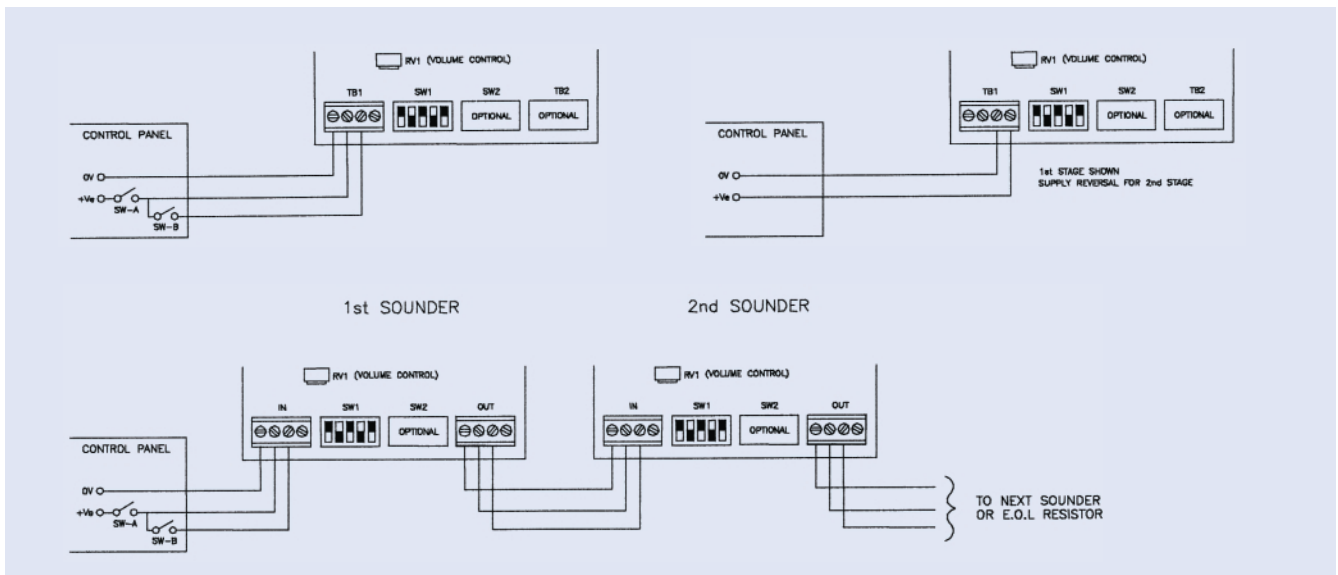 RV1 (VOLUME CONTROL)
TB1 SW1 SW2 TB2
OPTIONAL OPTIONAL
CONTROL PANEL
0V
+Ve
SW-A
SW-B
RV1 (VOLUME CONTROL)
TB1 SW1 SW2 TB2
OPTIONAL OPTIONAL
CONTROL PANEL
0V
+Ve
1st STAGE SHOWN
SUPPLY REVERSAL FOR 2nd STAGE
1st SOUNDER
2nd SOUNDER
RV1 (VOLUME CONTROL)
IN SW1 SW2 OUT
OPTIONAL
CONTROL PANEL
0V
+Ve
SW-A
SW-B
RV1 (VOLUME CONTROL)
IN SW1 SW2 OUT
OPTIONAL
TO NEXT SOUNDER
OR E.O.L RESISTOR